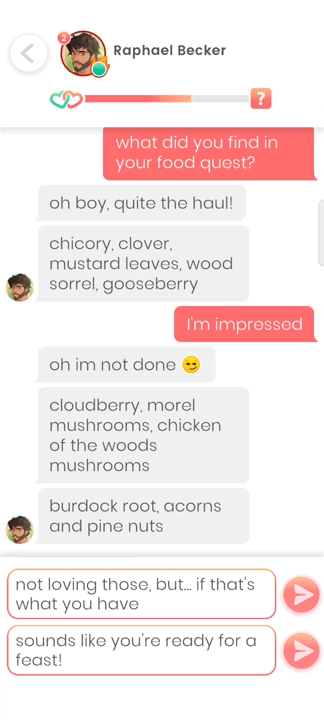 2
Raphael Becker
?
what did you find in
your food quest?
oh boy, quite the haul!
chicory, clover,
mustard leaves, wood
sorrel, gooseberry
I'm impressed
oh im not done 😏
cloudberry, morel
mushrooms, chicken
of the woods
mushrooms
burdock root, acorns
and pine nuts
not loving those, but... if that's
what you have
sounds like you're ready for a
feast!